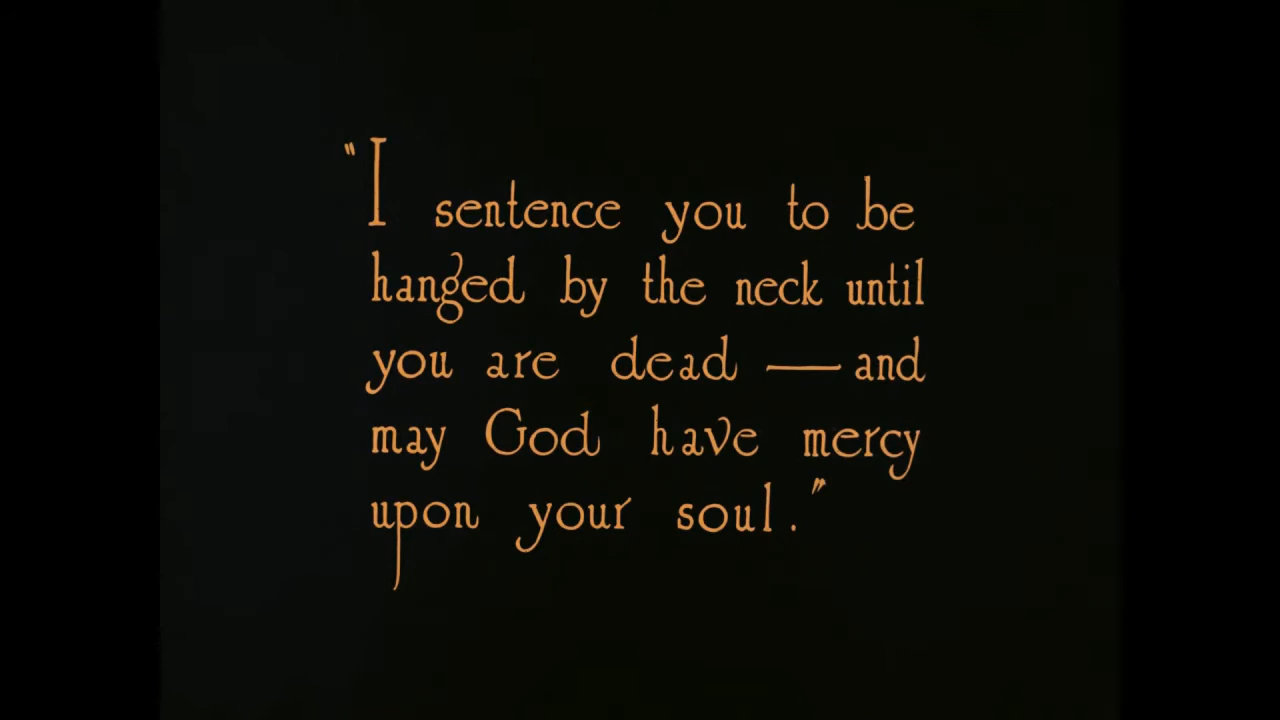 "I sentence you to be
hanged by the neck until
you are dead — and
may God have mercy
upon your soul."